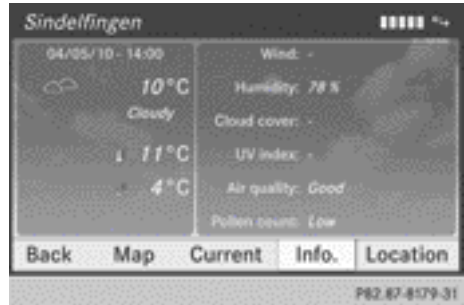 Sindelfingen
04/05/10 - 14:00
10°C
Cloudy
11°C
4°C
Wind: -
Humidity: 78 %
Cloud cover: -
UV index: -
Air quality: Good
Pollen count: Low
Back Map Current Info. Location
P82.87-8179-31